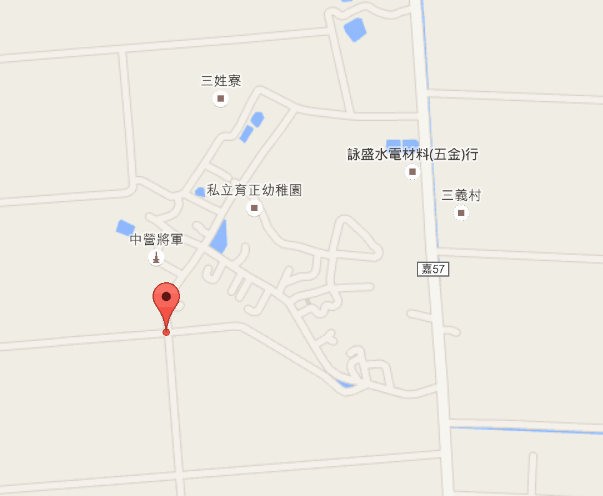 三姓寮
詠盛水電材料(五金)行
私立育正幼稚園
三義村
中營將軍
嘉57